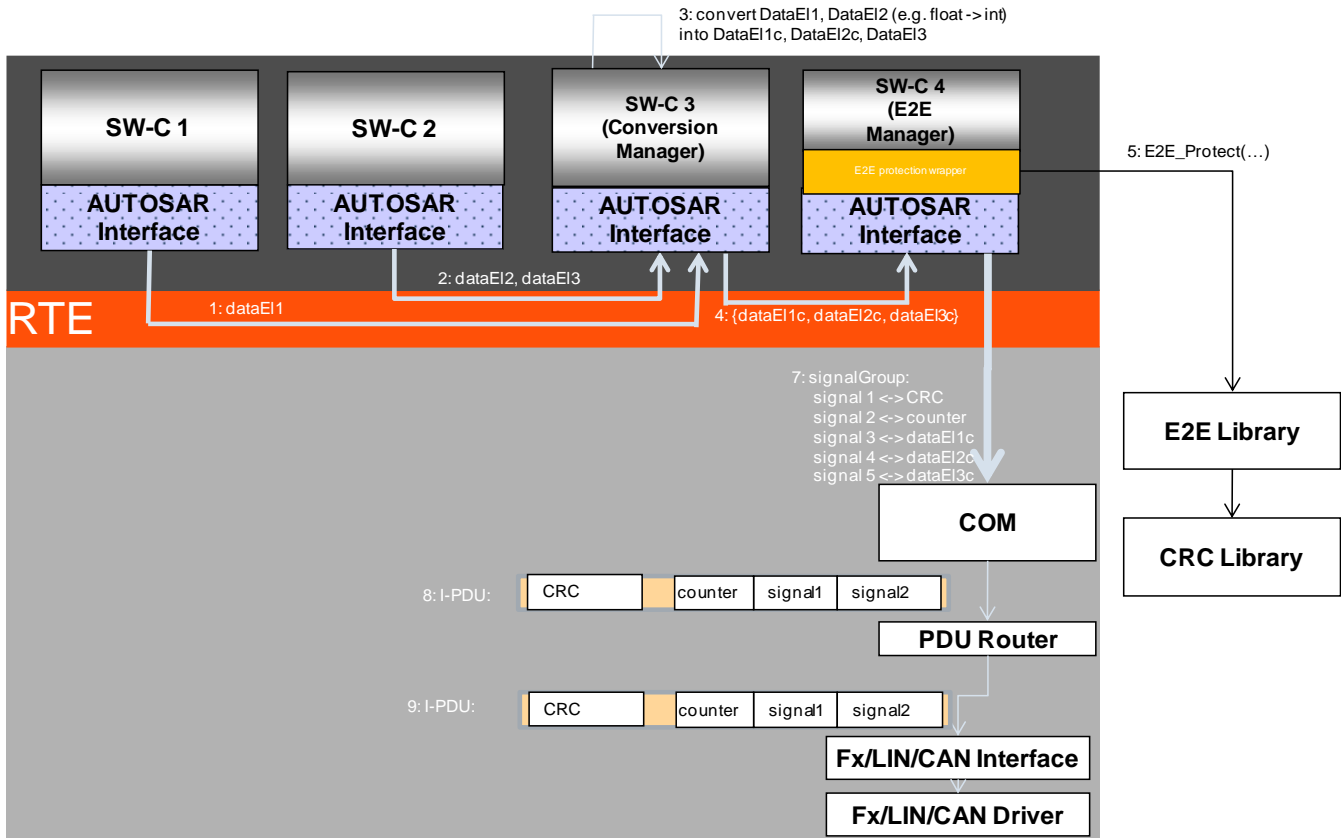 3: convert DataEl1, DataEl2 (e.g. float -> int)
into DataEl1c, DataEl2c, DataEl3
SW-C 1
AUTOSAR
Interface
SW-C 2
AUTOSAR
Interface
SW-C 3
(Conversion
Manager)
AUTOSAR
Interface
SW-C 4
(E2E
Manager)
E2E protection wrapper
AUTOSAR
Interface
5: E2E_Protect(…)
2: dataEl2, dataEl3
RTE
1: dataEl1
4: {dataEl1c, dataEl2c, dataEl3c}
7: signalGroup:
signal 1 <-> CRC
signal 2 <-> counter
signal 3 <-> dataEl1c
signal 4 <-> dataEl2c
signal 5 <-> dataEl3c
E2E Library
COM
CRC Library
8: I-PDU:
CRC
counter
signal1
signal2
PDU Router
9: I-PDU:
CRC
counter
signal1
signal2
Fx/LIN/CAN Interface
Fx/LIN/CAN Driver